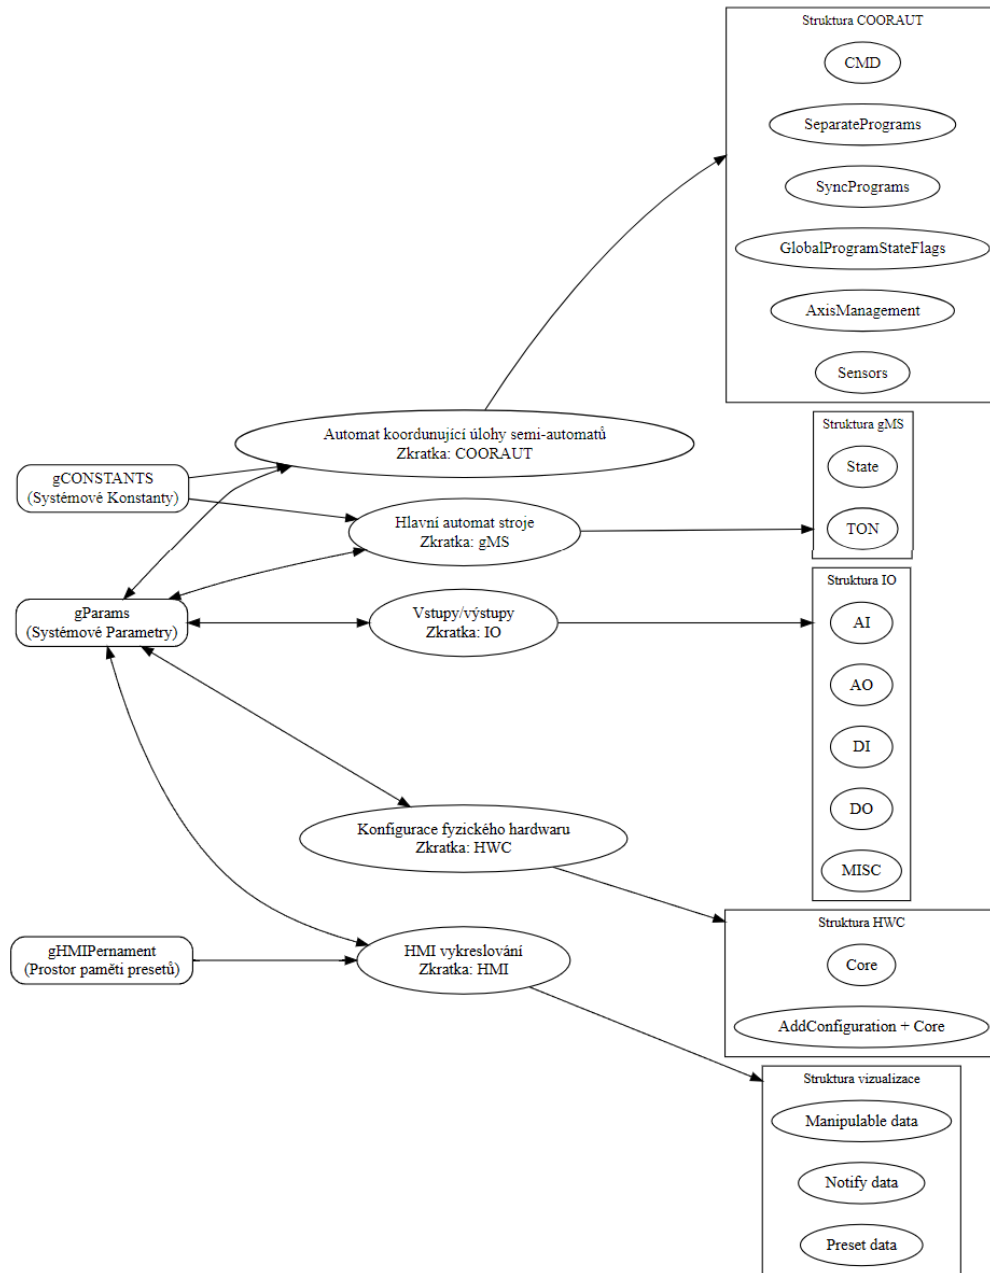 Struktura COORAUT
CMD
SeparatePrograms
SyncPrograms
GlobalProgramStateFlags
AxisManagement
Sensors
Automat koordunující úlohy semi-automatů
Zkratka: COORAUT
gCONSTANTS
(Systémové Konstanty)
Hlavní automat stroje
Zkratka: gMS
Struktura gMS
State
TON
gParams
(Systémové Parametry)
Vstupy/výstupy
Zkratka: IO
Struktura IO
AI
AO
DI
DO
MISC
Konfigurace fyzického hardwaru
Zkratka: HWC
Struktura HWC
Core
AddConfiguration + Core
gHMIPernament
(Prostor paměti presetů)
HMI vykreslování
Zkratka: HMI
Struktura vizualizace
Manipulable data
Notify data
Preset data